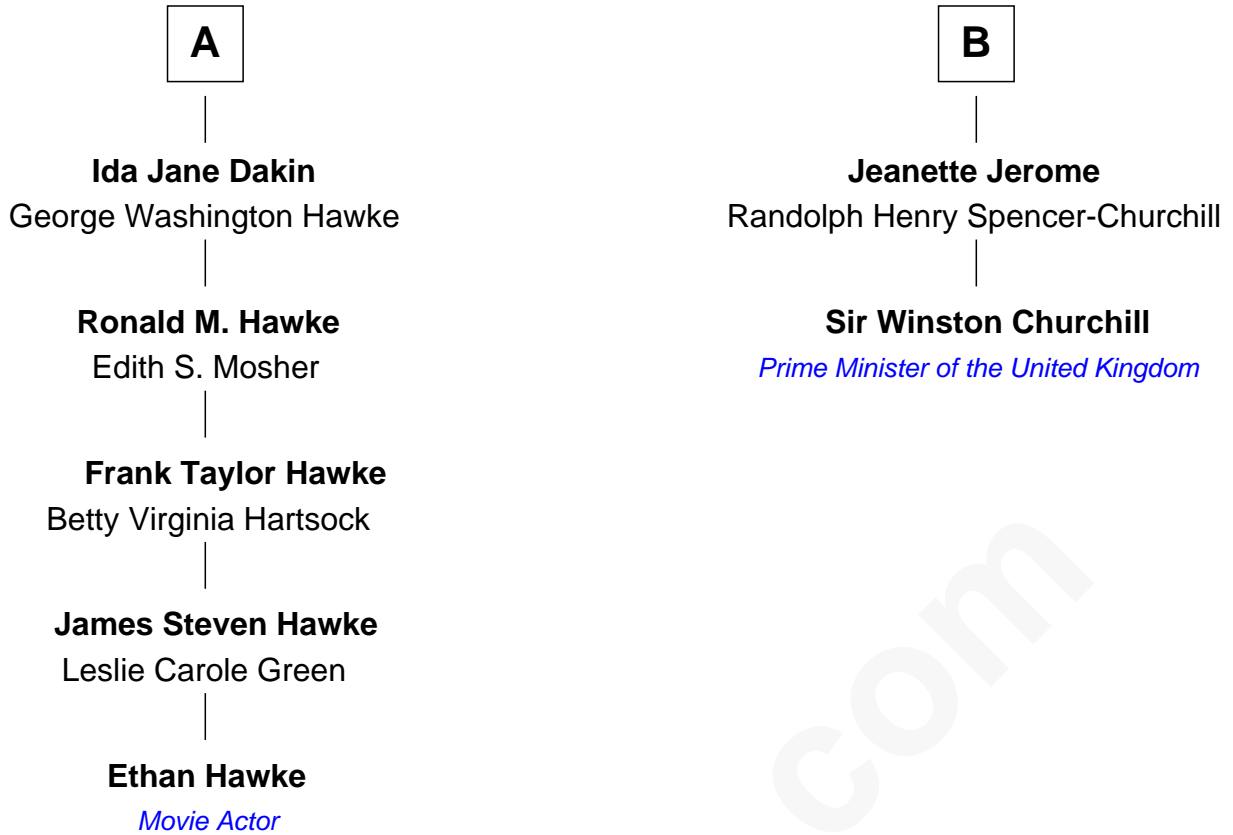 A
Ida Jane Dakin
George Washington Hawke
Ronald M. Hawke
Edith S. Mosher
Frank Taylor Hawke
Betty Virginia Hartsock
James Steven Hawke
Leslie Carole Green
Ethan Hawke
Movie Actor
B
Jeanette Jerome
Randolph Henry Spencer-Churchill
Sir Winston Churchill
Prime Minister of the United Kingdom
com